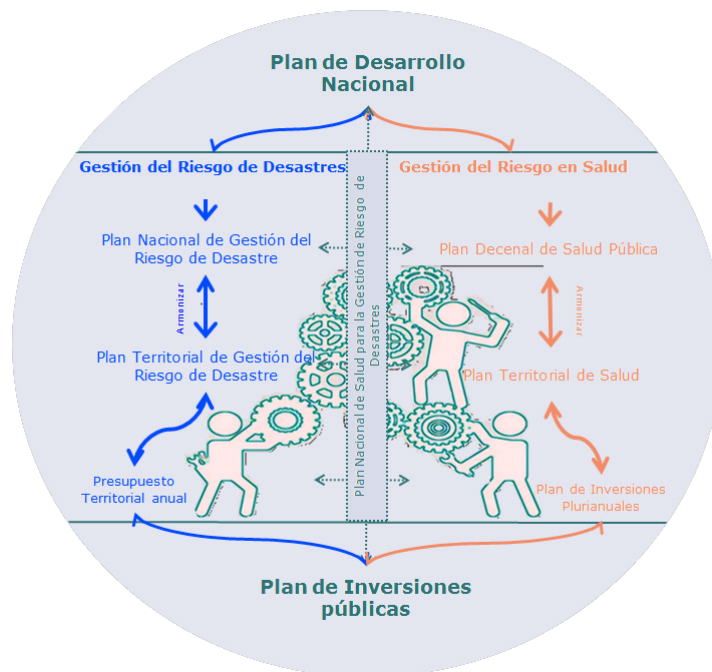 Plan de Desarrollo
Nacional
Gestión del Riesgo de Desastres
Gestión del Riesgo en Salud
Plan Nacional de Gestión del
Riesgo de Desastre
Armenizar
Plan Territorial de Gestión del
Riesgo de Desastre
Presupuesto
Territorial anual
Plan Nacional de Salud para la Gestión de Riesgo de
Desastres
Plan Decenal de Salud Pública
Armenizar
Plan Territorial de Salud
Plan de Inversiones
Plurianuales
Plan de Inversiones
públicas